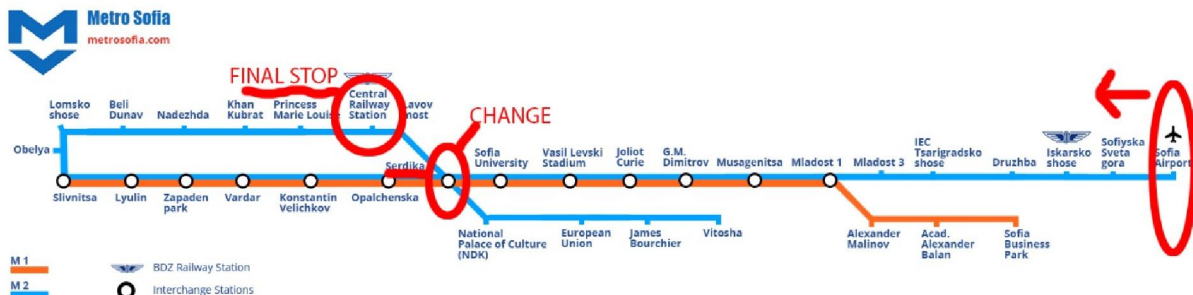 Metro Sofia
metrosofia.com
FINAL STOP
CHANGE
Lomsko
shose
Beli
Dunav
Nadezhda
Khan
Kubrat
Princess
Marie Louise
Central
Railway
Station
Lavov
most
Obelya
Serdika
Sofia
University
Vasil Levski
Stadium
Joliot
Curie
G.M.
Dimitrov
Musagenitsa
Mladost 1
Mladost 3
IEC
Tsarigradsko
shose
Druzhba
Iskarsko
shose
Sofiyska
Sveta
gora
Sofia
Airport
Slivnitsa
Lyulin
Zapaden
park
Vardar
Konstantin
Velichkov
Opalchenska
National
Palace of Culture
(NDK)
European
Union
James
Bourchier
Vitosha
Alexander
Malinov
Acad.
Alexander
Balan
Sofia
Business
Park
M 1
BDZ Railway Station
M 2
Interchange Stations